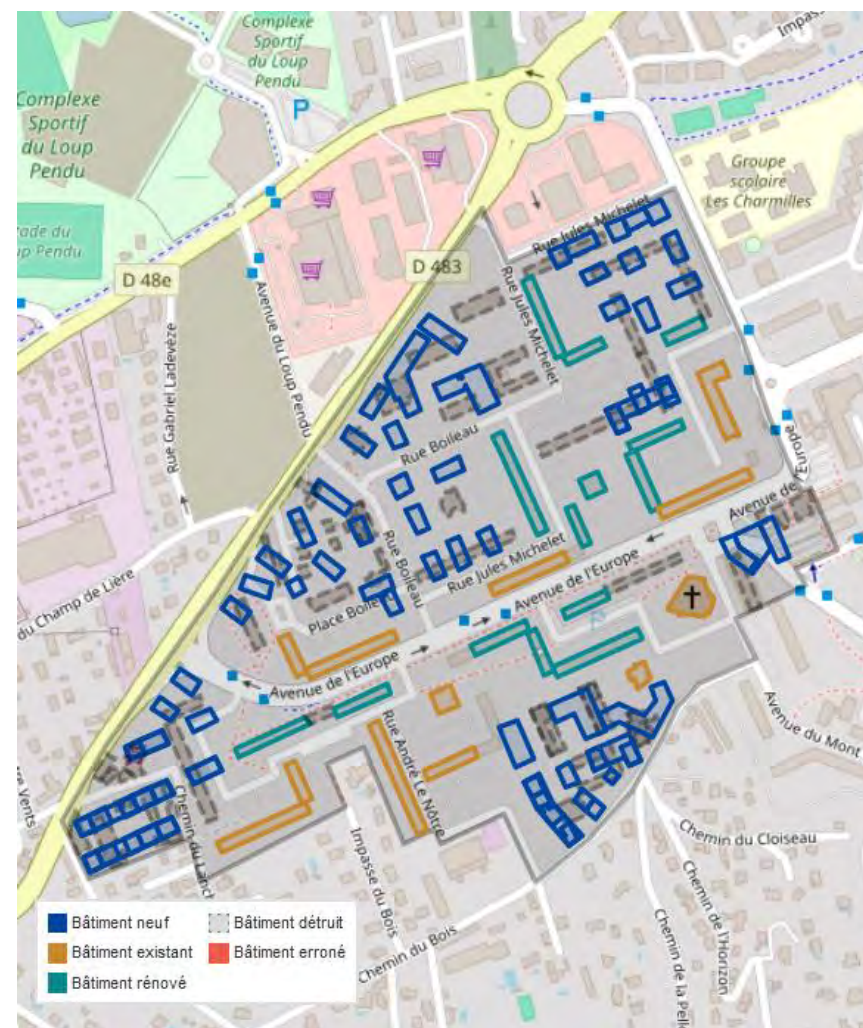 Complexe
Sportif
du Loup
Pendu
Complexe
Sportif
du Loup
Pendu
P
Groupe
scolaire
Les Charmilles
Rue Jules Michelet
D 48e
D 483
Rue Jules Michelet
Avenue du Loup Pendu
Rue Gabriel Ladevèze
Rue Boileau
Avenue de l'Europe
Rue Boileau
Rue Jules Michelet
du Champ de Lière
Avenue de l'Europe
P
Avenue de l'Europe
Avenue du Mont
Rue André Le Nôtre
Impasse du Bois
Chemin du Cloiseau
Chemin de l'Horizon
Chemin du Bois
Bâtiment neuf
Bâtiment détruit
Bâtiment existant
Bâtiment erroné
Bâtiment rénové